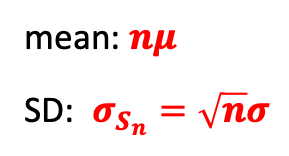 mean: nμ
SD: σ_{S_n} = √nσ